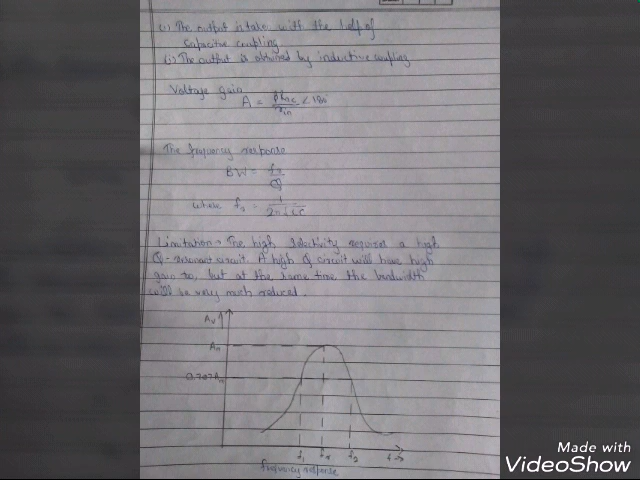 (i) The output is taken with the help of
Capacitive coupling
(ii) The output is obtained by inductive coupling
Voltage gain
A = βRac/rin < 180°
The frequency response
BW = fr/Q
where fr = 1/2π√LC
Limitation → The high selectivity requires a high
Q-resonant circuit. A high Q circuit will have high
gain too, but at the same time the bandwidth
will be very much reduced.
Av
Am
0.707Am
f1 fr f2 f→
frequency response
Made with
VideoShow